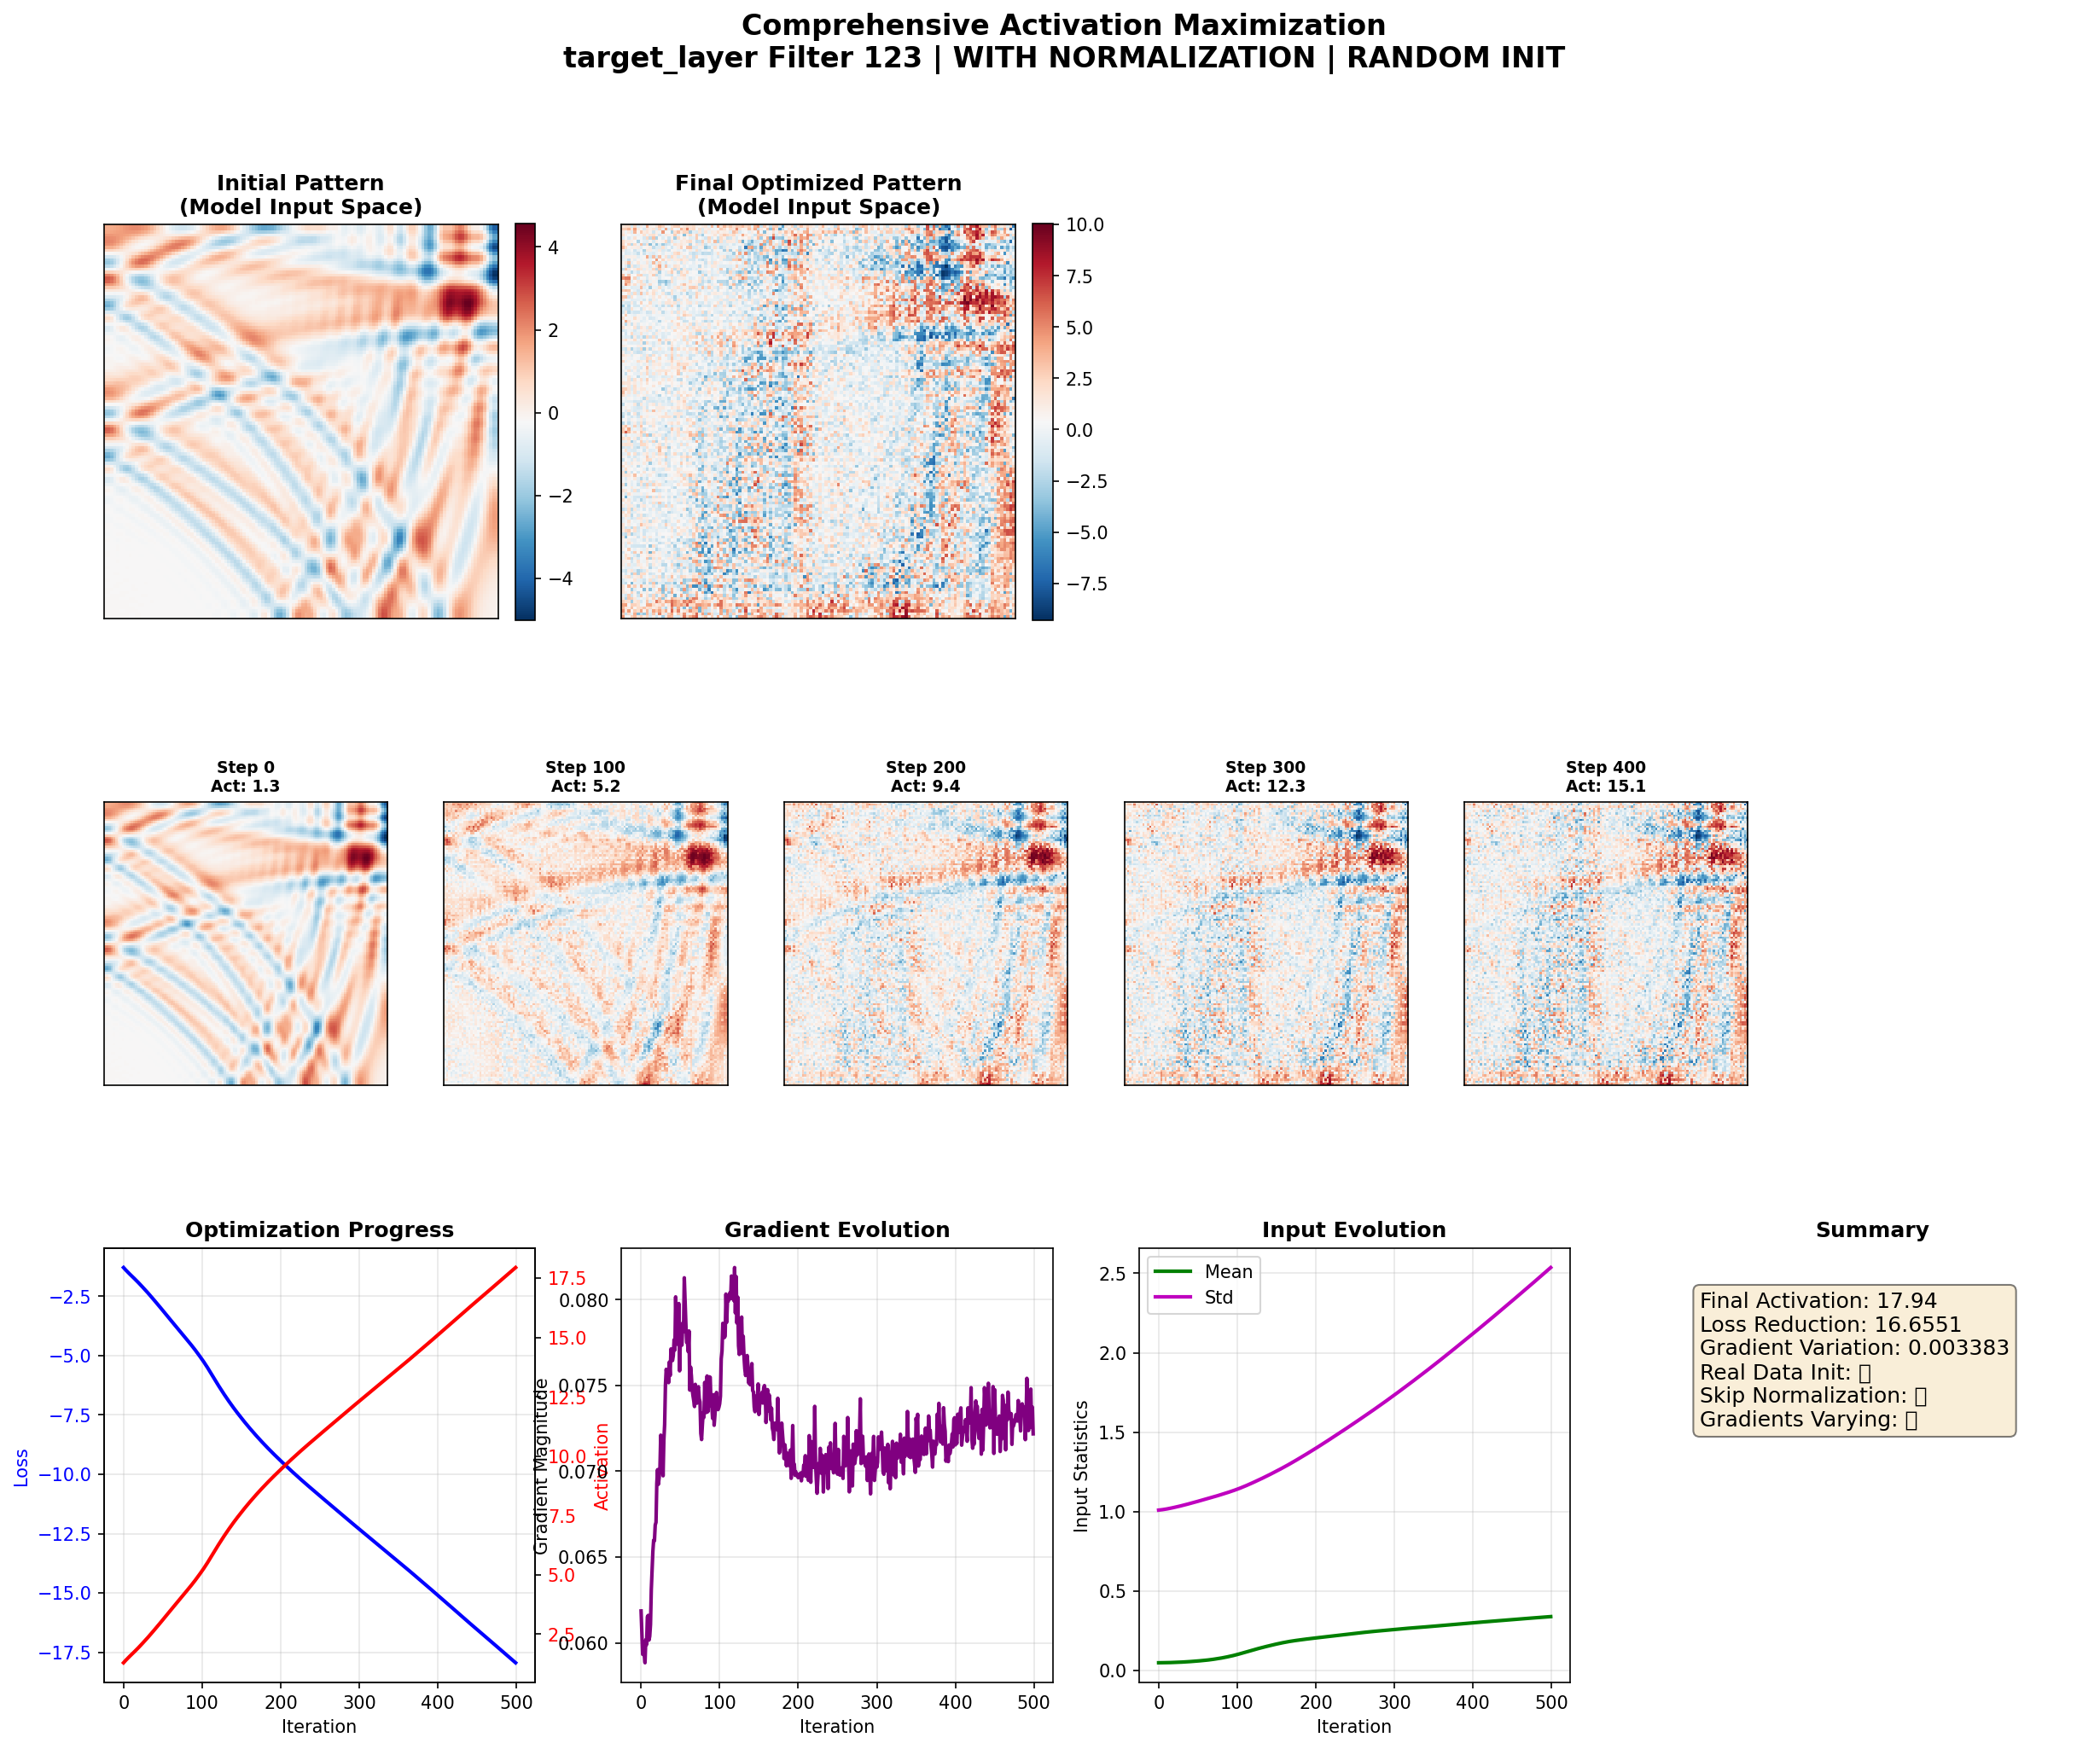 Comprehensive Activation Maximization
target_layer Filter 123 | WITH NORMALIZATION | RANDOM INIT
Initial Pattern
(Model Input Space)
4
2
0
−2
−4
Final Optimized Pattern
(Model Input Space)
10.0
7.5
5.0
2.5
0.0
−2.5
−5.0
−7.5
Step 0
Act: 1.3
Step 100
Act: 5.2
Step 200
Act: 9.4
Step 300
Act: 12.3
Step 400
Act: 15.1
Optimization Progress
Loss
−2.5
−5.0
−7.5
−10.0
−12.5
−15.0
−17.5
0 100 200 300 400 500
Iteration
17.5
15.0
12.5
10.0
7.5
5.0
2.5
Activation
Gradient Evolution
Gradient Magnitude
0.080
0.075
0.070
0.065
0.060
0 100 200 300 400 500
Iteration
Input Evolution
Mean
Std
Input Statistics
2.5
2.0
1.5
1.0
0.5
0.0
0 100 200 300 400 500
Iteration
Summary
Final Activation: 17.94
Loss Reduction: 16.6551
Gradient Variation: 0.003383
Real Data Init:
Skip Normalization:
Gradients Varying: